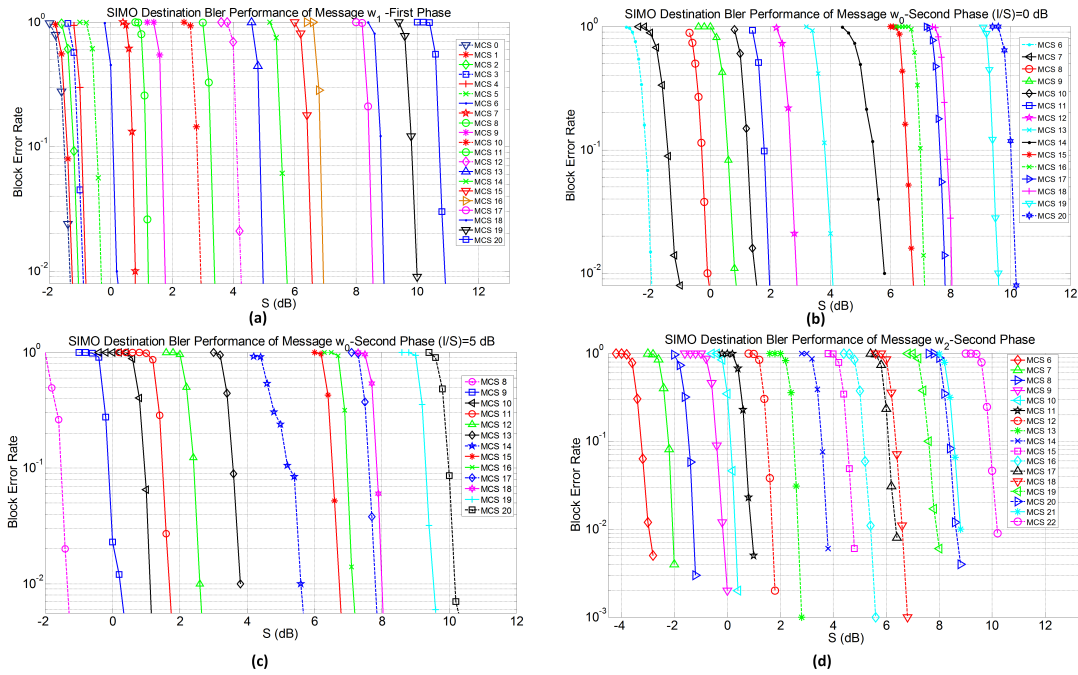 SIMO Destination Bler Performance of Message w1 -First Phase
10^0
10^-1
10^-2
Block Error Rate
-2 0 2 4 6 8 10 12
S (dB)
MCS 0
MCS 1
MCS 2
MCS 3
MCS 4
MCS 5
MCS 6
MCS 7
MCS 8
MCS 9
MCS 10
MCS 11
MCS 12
MCS 13
MCS 14
MCS 15
MCS 16
MCS 17
MCS 18
MCS 19
MCS 20
(a)
SIMO Destination Bler Performance of Message w0-Second Phase (I/S)=0 dB
10^0
10^-1
10^-2
Block Error Rate
-2 0 2 4 6 8 10 12
S (dB)
MCS 6
MCS 7
MCS 8
MCS 9
MCS 10
MCS 11
MCS 12
MCS 13
MCS 14
MCS 15
MCS 16
MCS 17
MCS 18
MCS 19
MCS 20
(b)
SIMO Destination Bler Performance of Message w0-Second Phase (I/S)=5 dB
10^0
10^-1
10^-2
Block Error Rate
-2 0 2 4 6 8 10 12
S (dB)
MCS 8
MCS 9
MCS 10
MCS 11
MCS 12
MCS 13
MCS 14
MCS 15
MCS 16
MCS 17
MCS 18
MCS 19
MCS 20
(c)
SIMO Destination Bler Performance of Message w2-Second Phase
10^0
10^-1
10^-2
10^-3
Block Error Rate
-4 -2 0 2 4 6 8 10 12
S (dB)
MCS 6
MCS 7
MCS 8
MCS 9
MCS 10
MCS 11
MCS 12
MCS 13
MCS 14
MCS 15
MCS 16
MCS 17
MCS 18
MCS 19
MCS 20
MCS 21
MCS 22
(d)